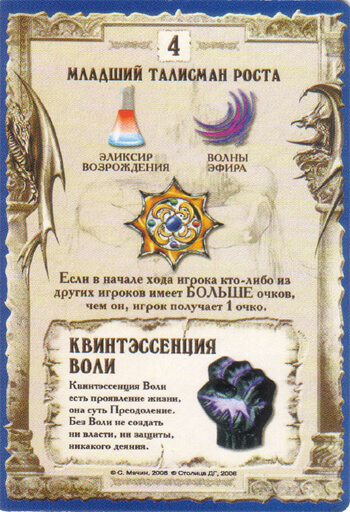 4
МЛАДШИЙ ТАЛИСМАН РОСТА
ЭЛИКСИР
ВОЗРОЖДЕНИЯ
ВОЛНЫ
ЭФИРА
Если в начале хода игрока кто-либо из
других игроков имеет БОЛЬШЕ очков,
чем он, игрок получает 1 очко.
КВИНТЭССЕНЦИЯ
ВОЛИ
Квинтэссенция Воли
есть проявление жизни,
она суть Преодоление.
Без Воли не создать
ни власти, ни защиты,
никакого деяния.
© С. Мачин, 2006 © Столица ДГ, 2006